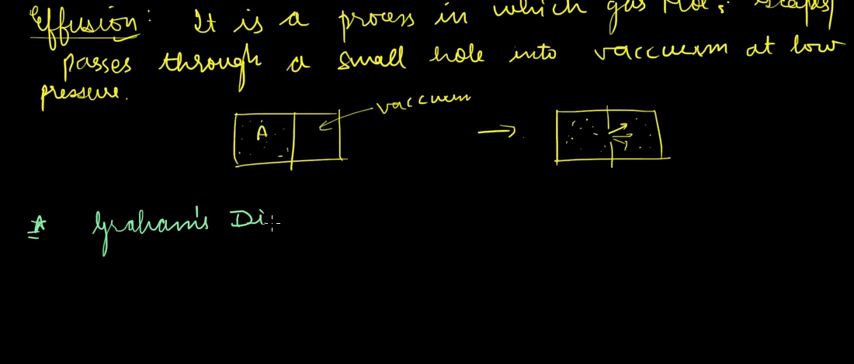 Effusion: It is a process in which gas Mol: escapes
passes through a small hole into vaccuum at low
pressure.
vaccuum
A
* Graham's Di